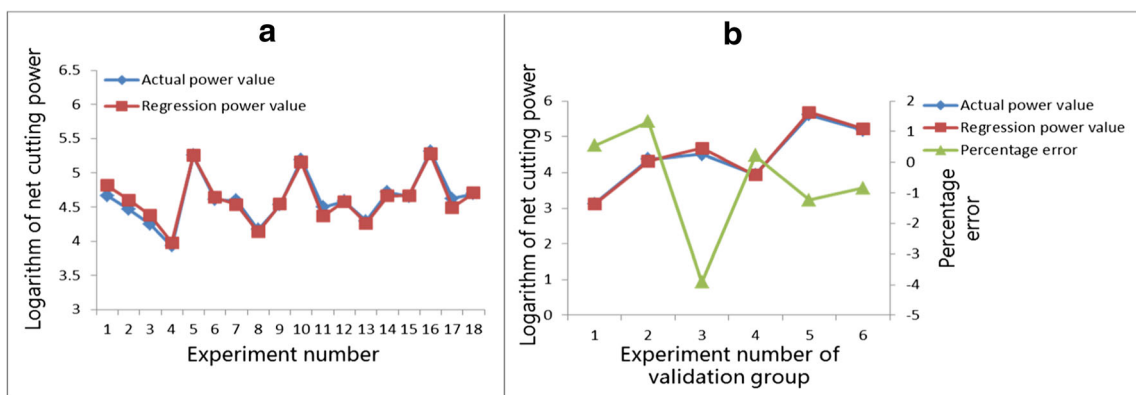 a
Logarithm of net cutting power
6.5
6
5.5
5
4.5
4
3.5
3
Actual power value
Regression power value
1 2 3 4 5 6 7 8 9 10 11 12 13 14 15 16 17 18
Experiment number
b
Logarithm of net cutting power
6
5
4
3
2
1
0
2
1
0
-1
-2
-3
-4
-5
Actual power value
Regression power value
Percentage error
Percentage
error
1 2 3 4 5 6
Experiment number of
validation group